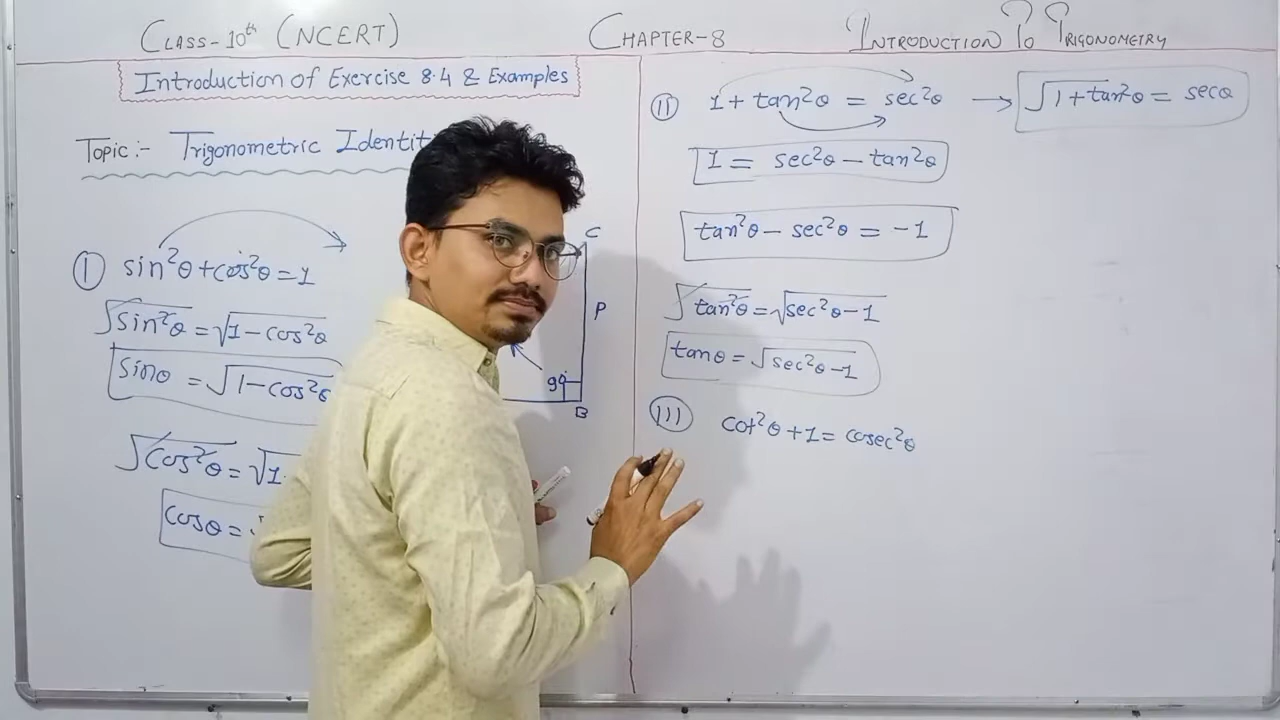 CLASS-10th (NCERT) CHAPTER-8 INTRODUCTION TO TRIGONOMETRY
Introduction of Exercise 8.4 & Examples
Topic:- Trigonometric
I sin²θ+cos²θ=1
√sin²θ = √1-cos²θ
sinθ = √1-cos²θ
√cos²θ = √1-
cosθ = √
C
P
90°
B
II 1+tan²θ = sec²θ → √1+tan²θ = secθ
1 = sec²θ - tan²θ
tan²θ - sec²θ = -1
√tan²θ = √sec²θ-1
tanθ = √sec²θ-1
III cot²θ+1 = cosec²θ